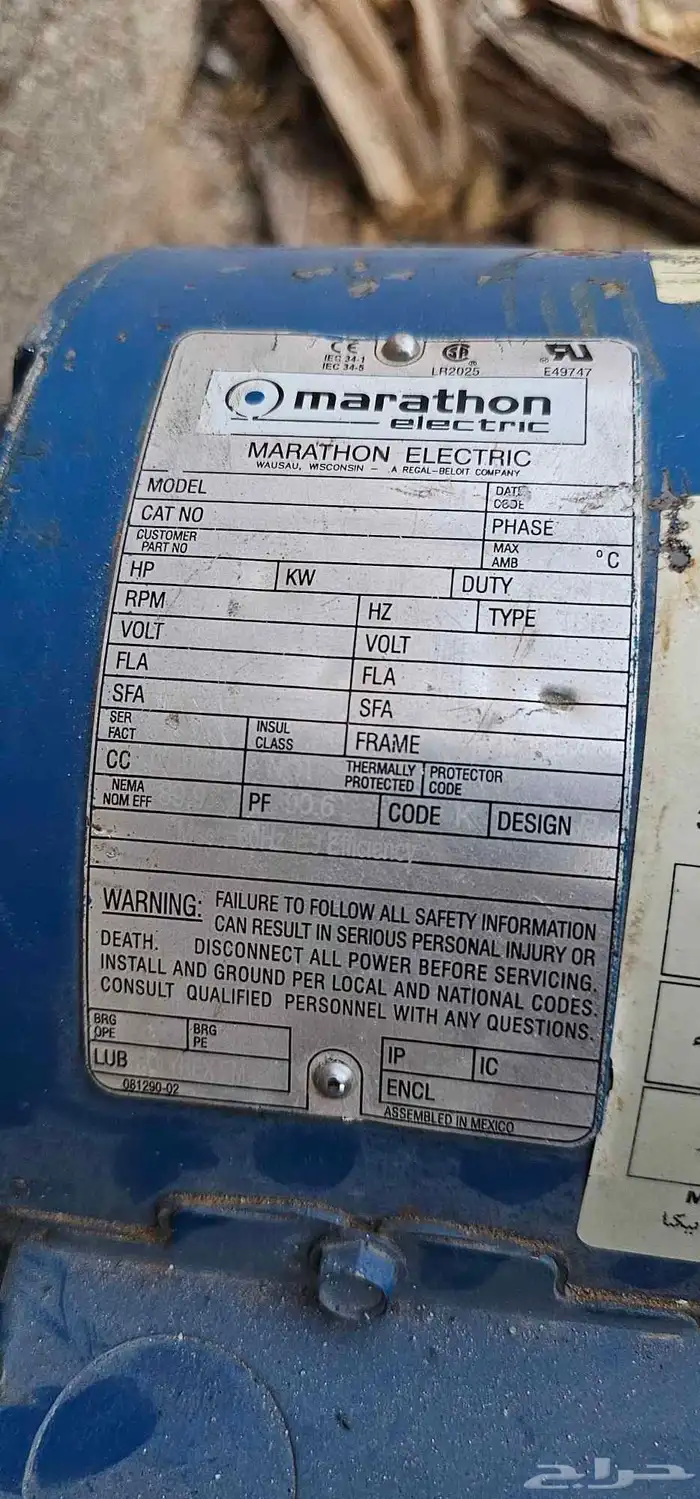 CE
IEC 34-1
IEC 34-5
LR2025
E49747
marathon
electric
MARATHON ELECTRIC
WAUSAU, WISCONSIN – A REGAL-BELOIT COMPANY
MODEL
DATE CODE
CAT NO
PHASE
CUSTOMER PART NO
MAX AMB °C
HP KW DUTY
RPM HZ TYPE
VOLT VOLT
FLA FLA
SFA SFA
SER FACT INSUL CLASS FRAME
CC THERMALLY PROTECTED PROTECTOR CODE
NEMA NOM EFF PF CODE K DESIGN
Efficiency
WARNING: FAILURE TO FOLLOW ALL SAFETY INFORMATION
CAN RESULT IN SERIOUS PERSONAL INJURY OR
DEATH. DISCONNECT ALL POWER BEFORE SERVICING.
INSTALL AND GROUND PER LOCAL AND NATIONAL CODES.
CONSULT QUALIFIED PERSONNEL WITH ANY QUESTIONS.
BRG OPE BRG PE
IP IC
LUB
ENCL
081290-02
ASSEMBLED IN MEXICO
حراج